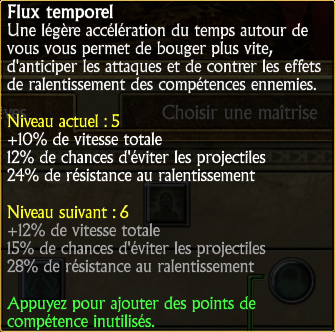 Flux temporel
Une légère accélération du temps autour de
vous vous permet de bouger plus vite,
d'anticiper les attaques et de contrer les effets
de ralentissement des compétences ennemies.
Choisir une maîtrise
Niveau actuel : 5
+10% de vitesse totale
12% de chances d'éviter les projectiles
24% de résistance au ralentissement
Niveau suivant : 6
+12% de vitesse totale
15% de chances d'éviter les projectiles
28% de résistance au ralentissement
Appuyez pour ajouter des points de
compétence inutilisés.